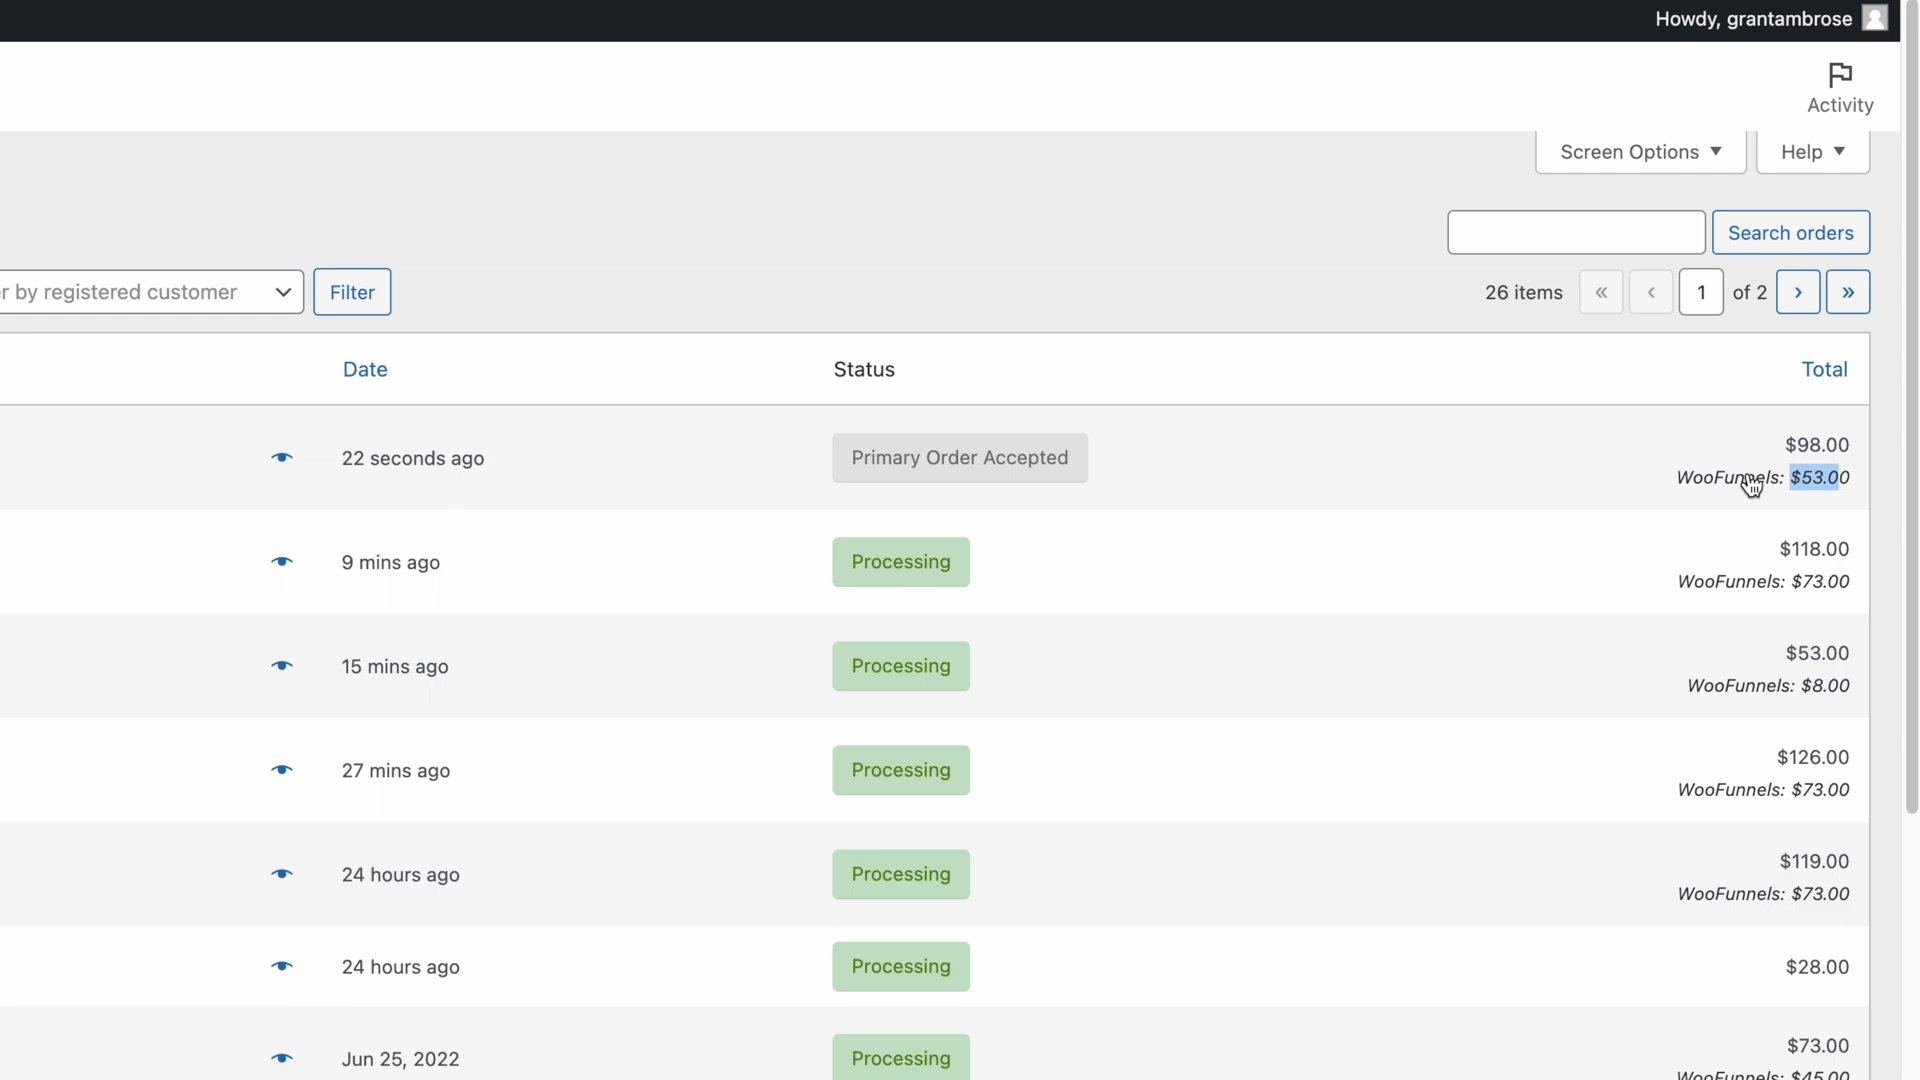 Howdy, grantambrose
Activity
Screen Options ▼
Help ▼
Search orders
r by registered customer
Filter
26 items « ‹ 1 of 2 › »
Date Status Total
22 seconds ago Primary Order Accepted $98.00
WooFunnels: $53.00
9 mins ago Processing $118.00
WooFunnels: $73.00
15 mins ago Processing $53.00
WooFunnels: $8.00
27 mins ago Processing $126.00
WooFunnels: $73.00
24 hours ago Processing $119.00
WooFunnels: $73.00
24 hours ago Processing $28.00
Jun 25, 2022 Processing $73.00
WooFunnels: $45.00